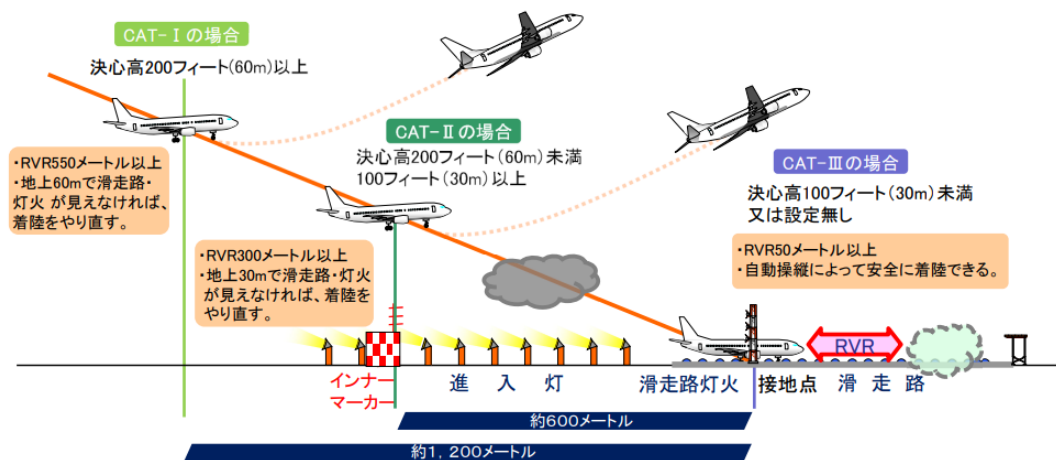 CAT-Ⅰの場合
決心高200フィート(60m)以上
・RVR550メートル以上
・地上60mで滑走路・
灯火 が見えなければ、
着陸をやり直す。
CAT-Ⅱの場合
決心高200フィート(60m)未満
100フィート(30m)以上
・RVR300メートル以上
・地上30mで滑走路・灯火
が見えなければ、着陸を
やり直す。
CAT-Ⅲの場合
決心高100フィート(30m)未満
又は設定無し
・RVR50メートル以上
・自動操縦によって安全に着陸できる。
RVR
インナー
マーカー
進 入 灯
滑走路灯火
接地点
滑 走 路
約600メートル
約1, 200メートル